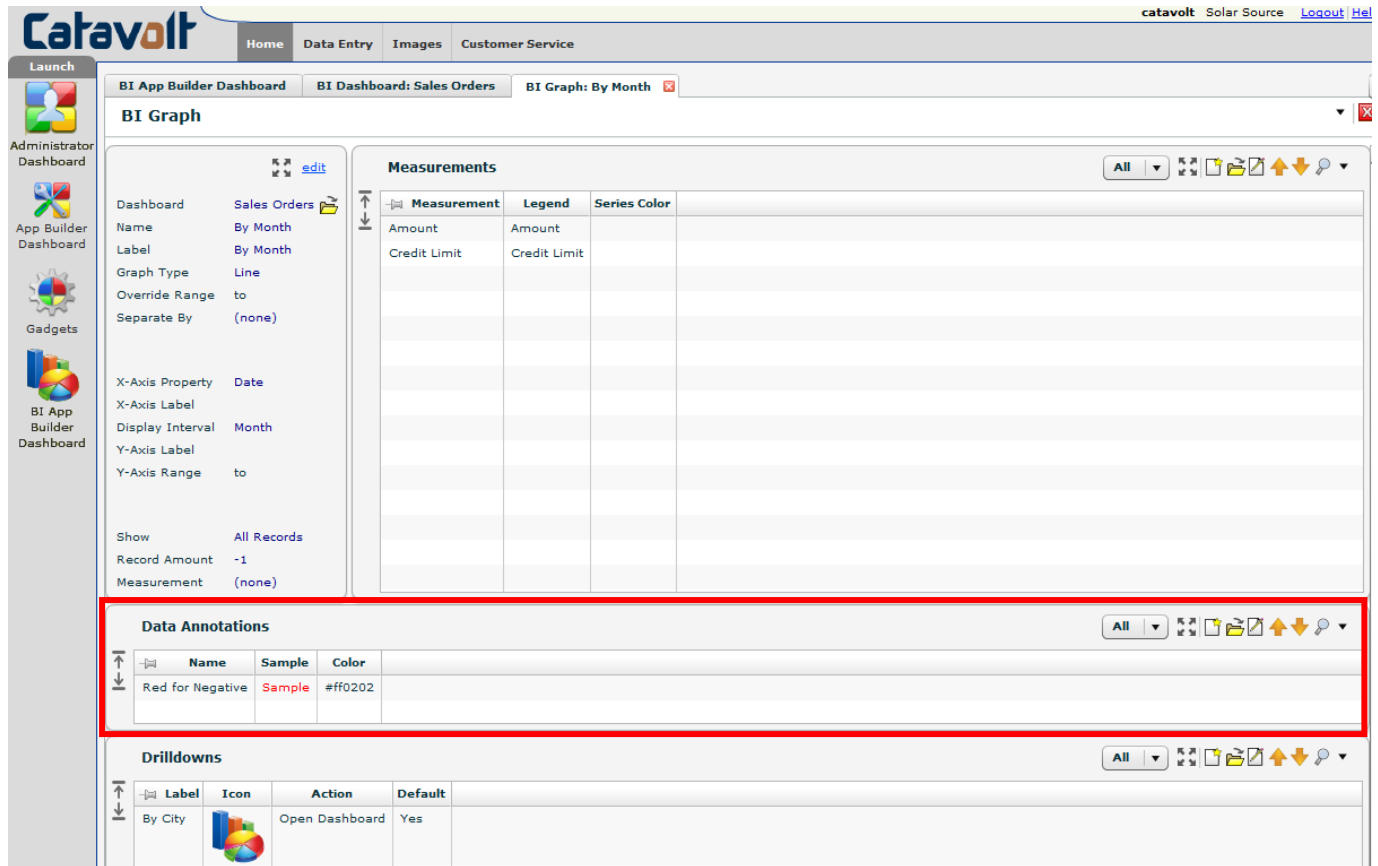 catavolt Solar Source Logout Hel
Catavolt
Home Data Entry Images Customer Service
Launch
Administrator
Dashboard
App Builder
Dashboard
Gadgets
BI App
Builder
Dashboard
BI App Builder Dashboard BI Dashboard: Sales Orders BI Graph: By Month
BI Graph
edit
Dashboard Sales Orders
Name By Month
Label By Month
Graph Type Line
Override Range to
Separate By (none)
X-Axis Property Date
X-Axis Label
Display Interval Month
Y-Axis Label
Y-Axis Range to
Show All Records
Record Amount -1
Measurement (none)
Measurements All
Measurement Legend Series Color
Amount Amount
Credit Limit Credit Limit
Data Annotations All
Name Sample Color
Red for Negative Sample #ff0202
Drilldowns All
Label Icon Action Default
By City Open Dashboard Yes